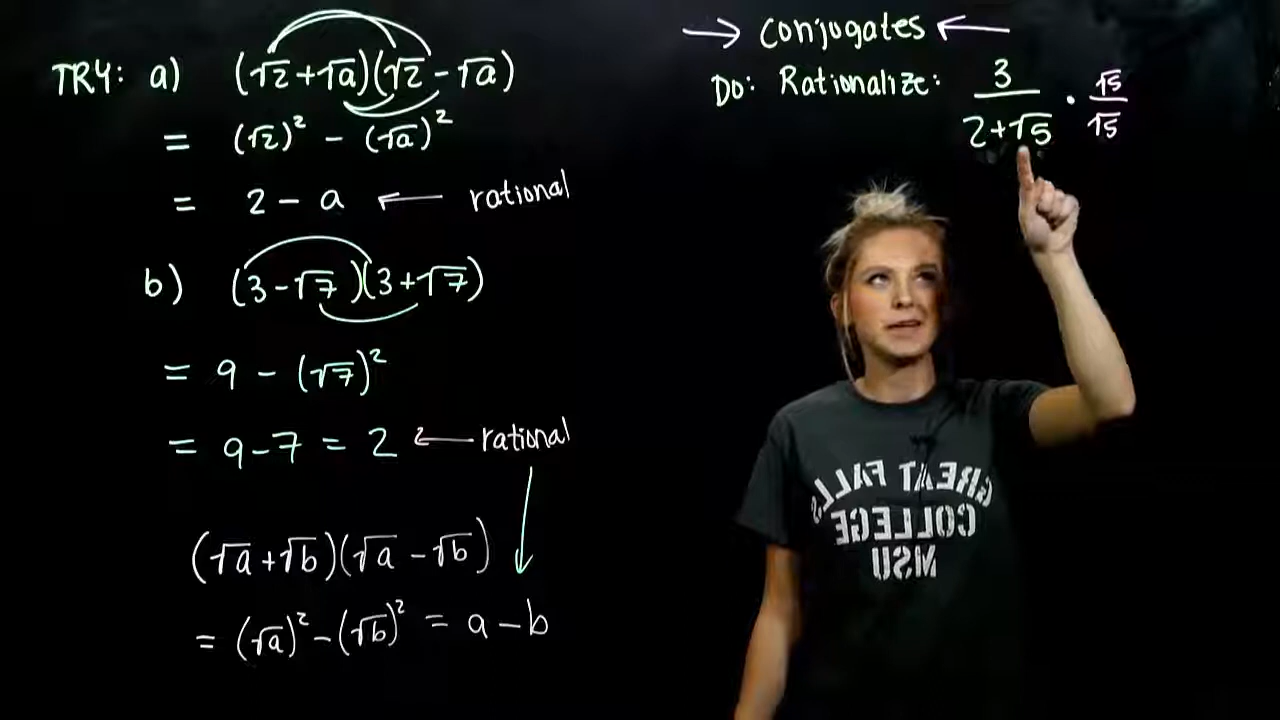 TRY: a) (√2+√a)(√2-√a)
= (√2)² - (√a)²
= 2 - a ← rational
b) (3-√7)(3+√7)
= 9 - (√7)²
= 9-7 = 2 ← rational
(√a+√b)(√a-√b)
= (√a)²-(√b)² = a-b
→ conjugates ←
Do: Rationalize: 3/(2+√5) · √5/√5
GREAT FALLS
COLLEGE
MSU